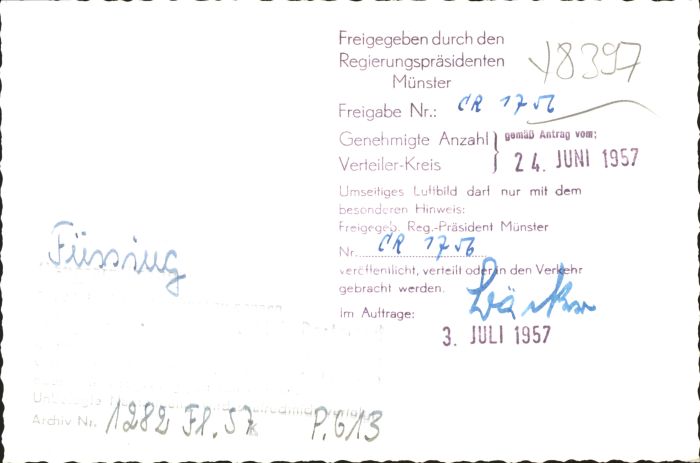 Freigegeben durch den
Regierungspräsidenten
Münster
Freigabe Nr.: CR 1756
Genehmigte Anzahl } gemäß Antrag vom:
Verteiler-Kreis 24. JUNI 1957
Umseitiges Luftbild darf nur mit dem
besonderen Hinweis:
Freigegeb. Reg.-Präsident Münster
Nr. CR 1756
veröffentlicht, verteilt oder in den Verkehr
gebracht werden.
Im Auftrage:
3. JULI 1957
8397
Füssing
Archiv Nr. 1282 Fl. 57 P. 613